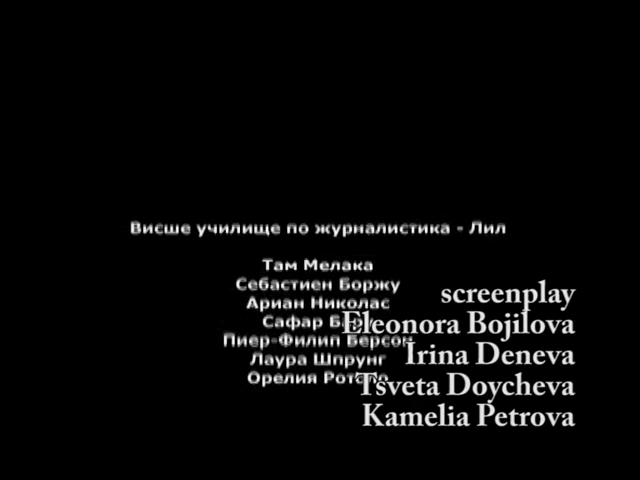 Висше училище по журналистика - Лил
Там Мелака
Себастиен Боржу
Ариан Николас
Сафар
Пиер-Филип Берсон
Лаура Шпрунг
Орелия
screenplay
Eleonora Bojilova
Irina Deneva
Tsveta Doycheva
Kamelia Petrova